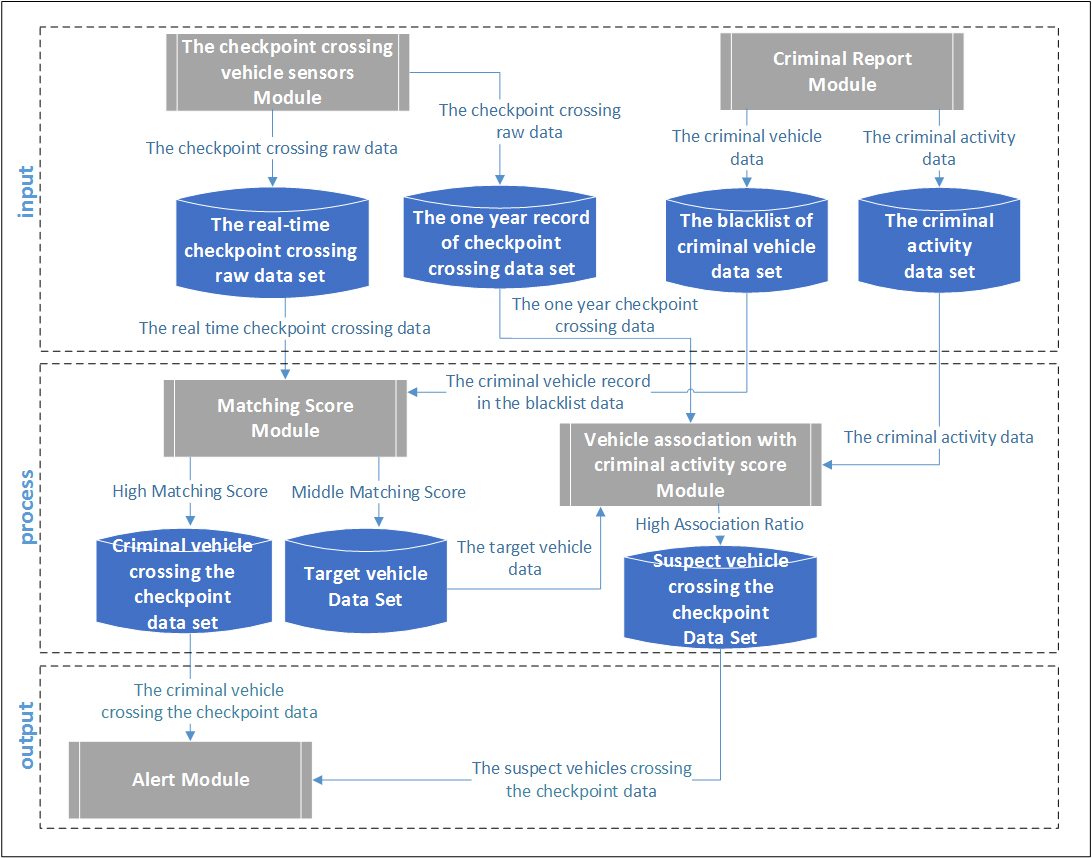 input
The checkpoint crossing
vehicle sensors
Module
Criminal Report
Module
The checkpoint crossing
raw data
The checkpoint crossing raw data
The criminal vehicle
data
The criminal activity
data
The real-time
checkpoint crossing
raw data set
The one year record
of checkpoint
crossing data set
The blacklist of
criminal vehicle
data set
The criminal
activity
data set
The real time checkpoint crossing data
The one year checkpoint
crossing data
process
Matching Score
Module
The criminal vehicle record
in the blacklist data
Vehicle association with
criminal activity score
Module
The criminal activity data
High Matching Score
Middle Matching Score
High Association Ratio
Criminal vehicle
crossing the
checkpoint
data set
Target vehicle
Data Set
The target vehicle
data
Suspect vehicle
crossing the
checkpoint
Data Set
output
The criminal vehicle
crossing the checkpoint data
Alert Module
The suspect vehicles crossing
the checkpoint data